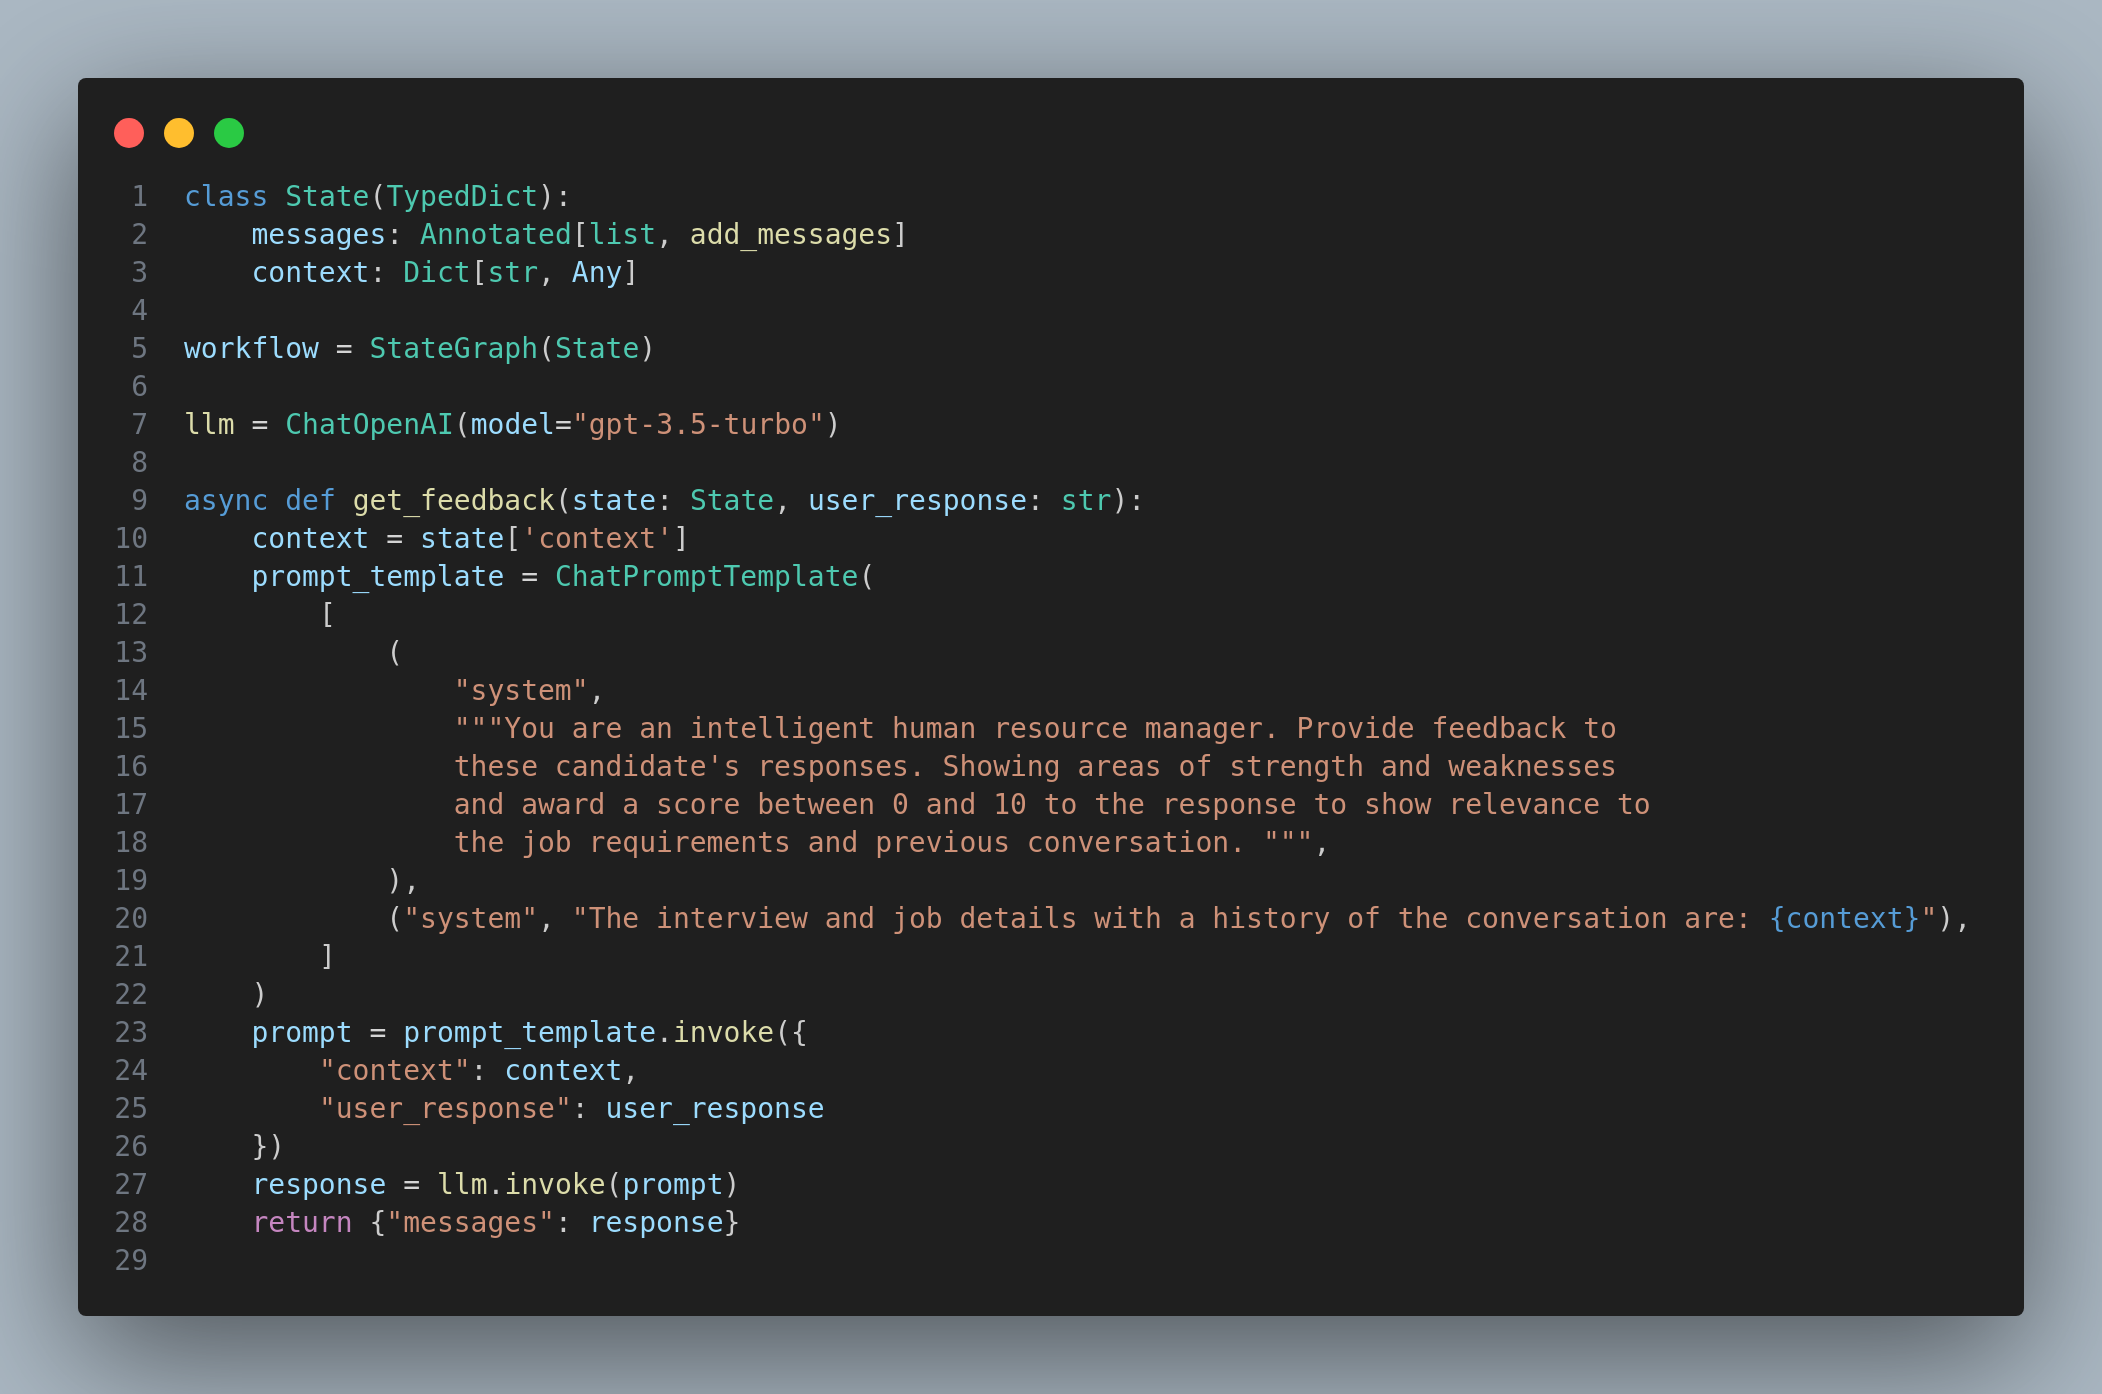 1 class State(TypedDict):
2     messages: Annotated[list, add_messages]
3     context: Dict[str, Any]
4
5 workflow = StateGraph(State)
6
7 llm = ChatOpenAI(model="gpt-3.5-turbo")
8
9 async def get_feedback(state: State, user_response: str):
10     context = state['context']
11     prompt_template = ChatPromptTemplate(
12         [
13             (
14                 "system",
15                 """You are an intelligent human resource manager. Provide feedback to
16                 these candidate's responses. Showing areas of strength and weaknesses
17                 and award a score between 0 and 10 to the response to show relevance to
18                 the job requirements and previous conversation. """,
19             ),
20             ("system", "The interview and job details with a history of the conversation are: {context}"),
21         ]
22     )
23     prompt = prompt_template.invoke({
24         "context": context,
25         "user_response": user_response
26     })
27     response = llm.invoke(prompt)
28     return {"messages": response}
29